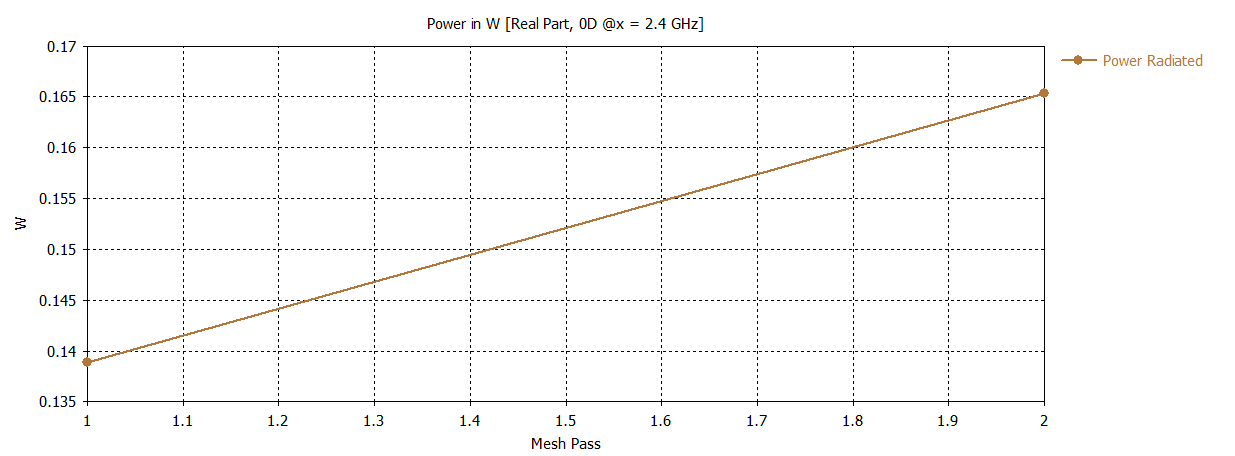 Power in W [Real Part, 0D @x = 2.4 GHz]
0.17
0.165
0.16
0.155
0.15
0.145
0.14
0.135
W
1 1.1 1.2 1.3 1.4 1.5 1.6 1.7 1.8 1.9 2
Mesh Pass
Power Radiated